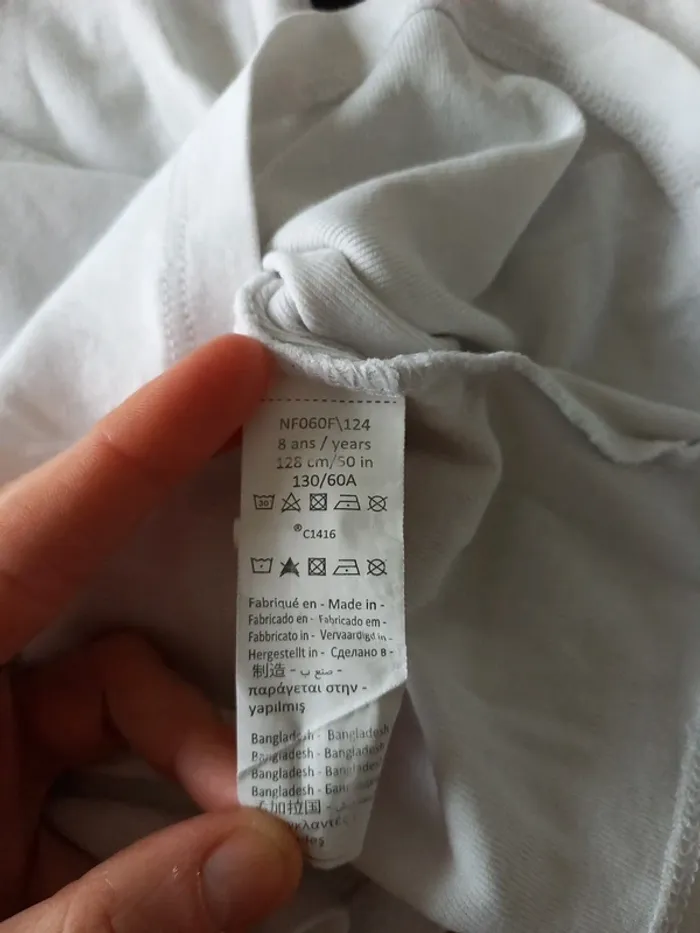 NF060F\124
8 ans / years
128 cm/50 in
130/60A
30
®C1416
Fabriqué en - Made in -
Fabricado en - Fabricado em -
Fabbricato in - Vervaardigd in -
Hergestellt in - Сделано в -
制造 - صنع ب -
παράγεται στην -
yapılmış
Bangladesh - Bangladesh
Bangladesh - Bangladesh
Bangladesh - Bangladesh
Bangladesh -
加拉国 -